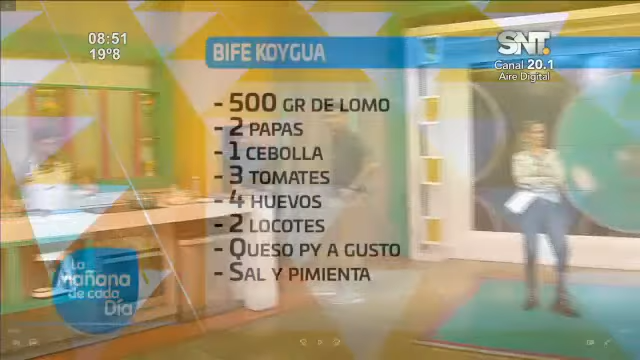 08:51
19°8
BIFE KOYGUA
SNT.
Canal 20.1
Aire Digital
- 500 GR DE LOMO
- 2 PAPAS
- 1 CEBOLLA
- 3 TOMATES
- 4 HUEVOS
- 2 LOCOTES
- QUESO PY A GUSTO
- SAL Y PIMIENTA
La
mañana
de cada
Día